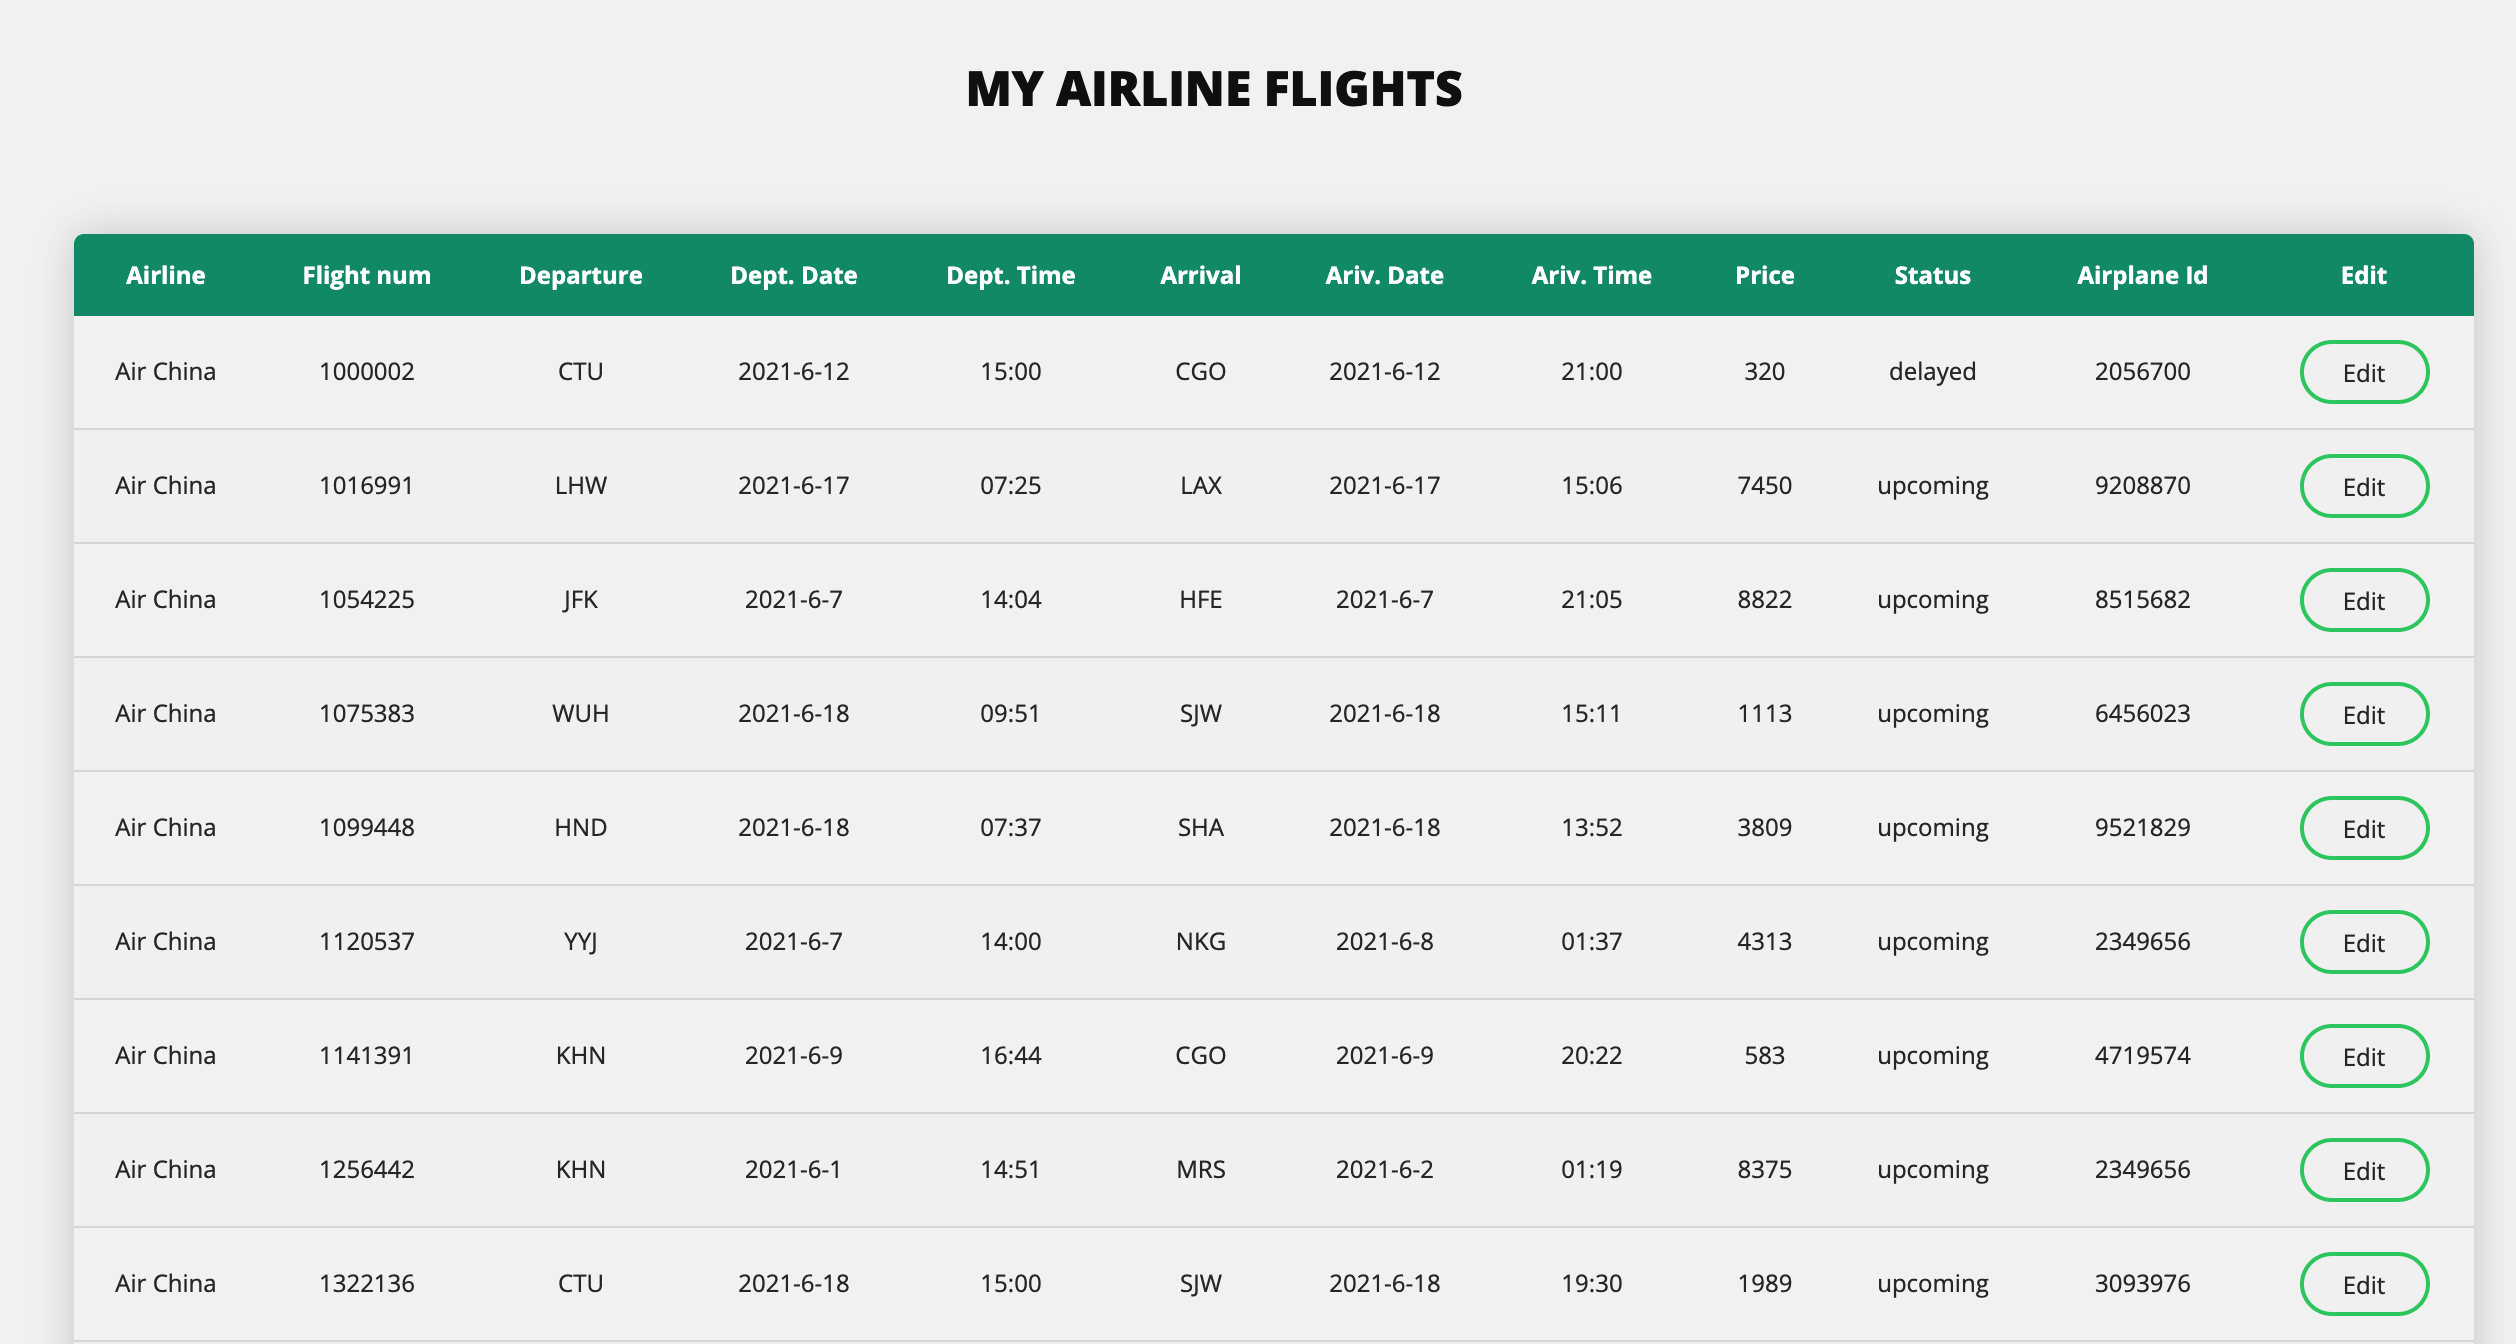 MY AIRLINE FLIGHTS
Airline Flight num Departure Dept. Date Dept. Time Arrival Ariv. Date Ariv. Time Price Status Airplane Id Edit
Air China 1000002 CTU 2021-6-12 15:00 CGO 2021-6-12 21:00 320 delayed 2056700 Edit
Air China 1016991 LHW 2021-6-17 07:25 LAX 2021-6-17 15:06 7450 upcoming 9208870 Edit
Air China 1054225 JFK 2021-6-7 14:04 HFE 2021-6-7 21:05 8822 upcoming 8515682 Edit
Air China 1075383 WUH 2021-6-18 09:51 SJW 2021-6-18 15:11 1113 upcoming 6456023 Edit
Air China 1099448 HND 2021-6-18 07:37 SHA 2021-6-18 13:52 3809 upcoming 9521829 Edit
Air China 1120537 YYJ 2021-6-7 14:00 NKG 2021-6-8 01:37 4313 upcoming 2349656 Edit
Air China 1141391 KHN 2021-6-9 16:44 CGO 2021-6-9 20:22 583 upcoming 4719574 Edit
Air China 1256442 KHN 2021-6-1 14:51 MRS 2021-6-2 01:19 8375 upcoming 2349656 Edit
Air China 1322136 CTU 2021-6-18 15:00 SJW 2021-6-18 19:30 1989 upcoming 3093976 Edit